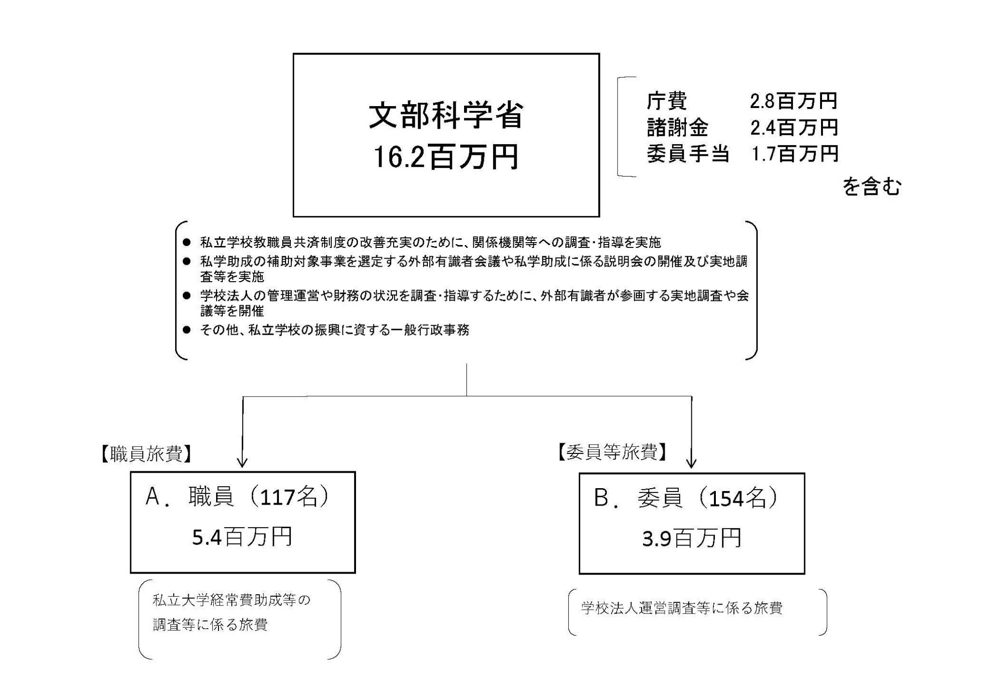 文部科学省
16.2百万円
庁費 2.8百万円
諸謝金 2.4百万円
委員手当 1.7百万円
を含む
● 私立学校教職員共済制度の改善充実のために、関係機関等への調査・指導を実施
● 私学助成の補助対象事業を選定する外部有識者会議や私学助成に係る説明会の開催及び実地調
査等を実施
● 学校法人の管理運営や財務の状況を調査・指導するために、外部有識者が参画する実地調査や会
議等を開催
● その他、私立学校の振興に資する一般行政事務
【職員旅費】
A．職員（117名）
5.4百万円
私立大学経常費助成等の
調査等に係る旅費
【委員等旅費】
B．委員（154名）
3.9百万円
学校法人運営調査等に係る旅費